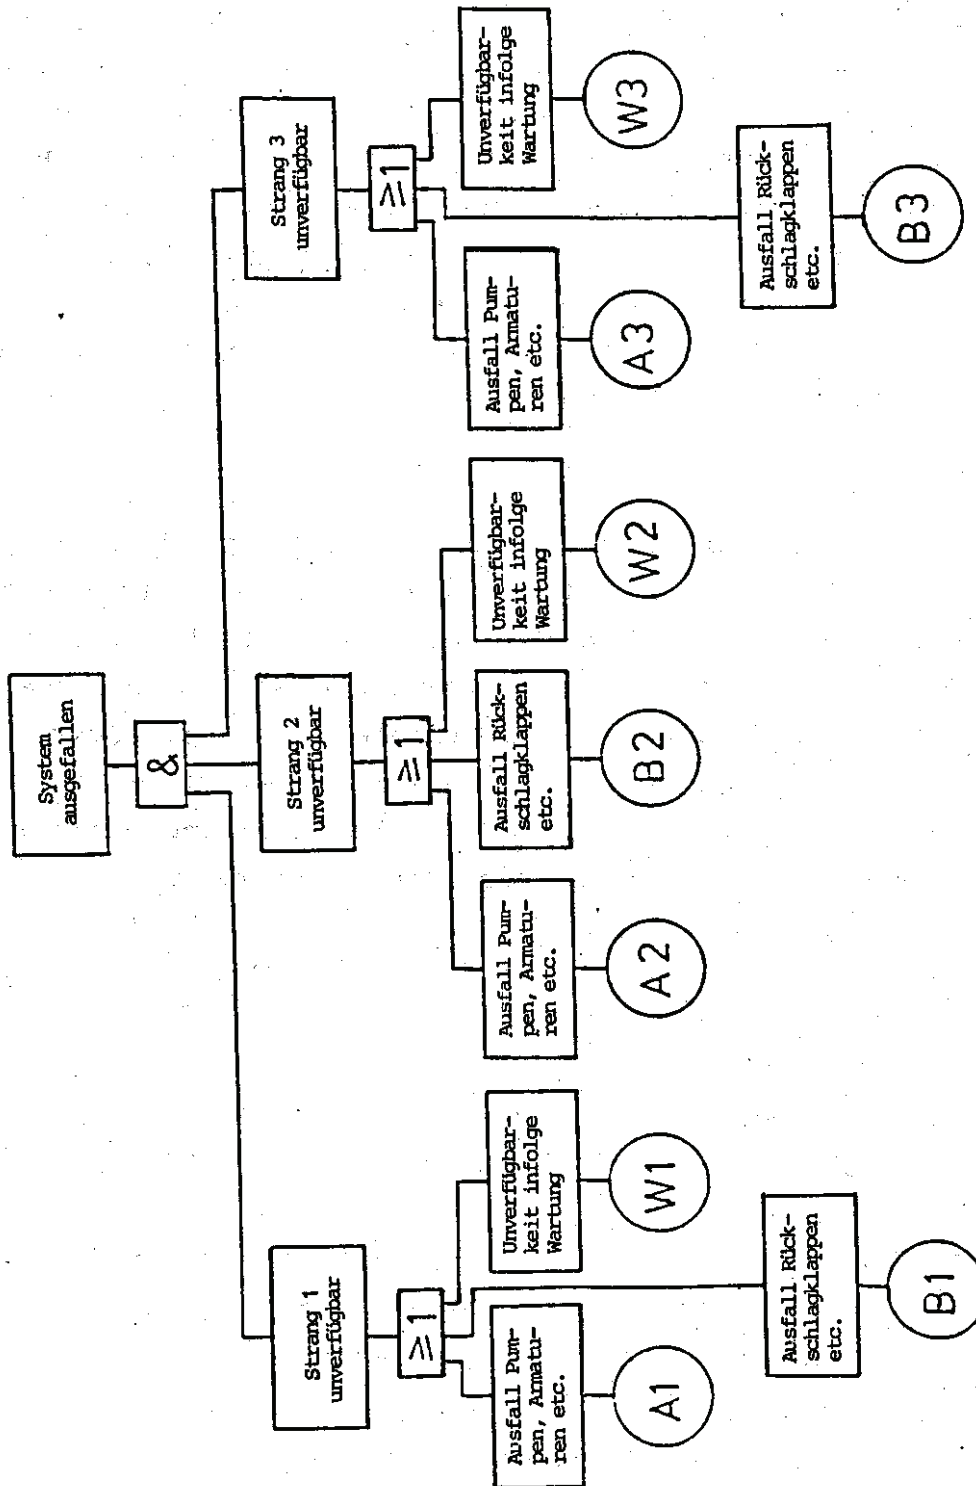 System
ausgefallen
&
Strang 1
unverfügbar
Strang 2
unverfügbar
Strang 3
unverfügbar
≥1
≥1
≥1
Ausfall Pum-
pen, Armatu-
ren etc.
Unverfügbar-
keit infolge
Wartung
Ausfall Pum-
pen, Armatu-
ren etc.
Ausfall Rück-
schlagklappen
etc.
Unverfügbar-
keit infolge
Wartung
Ausfall Pum-
pen, Armatu-
ren etc.
Unverfügbar-
keit infolge
Wartung
A1
W1
A2
B2
W2
A3
W3
Ausfall Rück-
schlagklappen
etc.
Ausfall Rück-
schlagklappen
etc.
B1
B3